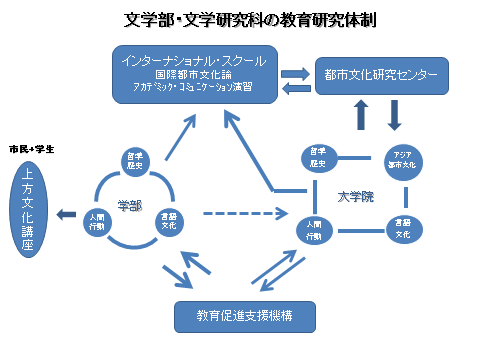 文学部・文学研究科の教育研究体制
インターナショナル・スクール
国際都市文化論
アカデミック・コミュニケーション演習
都市文化研究センター
市民+学生
上方文化講座
哲学
歴史
学部
人間
行動
言語
文化
哲学
歴史
アジア
都市文化
大学院
人間
行動
言語
文化
教育促進支援機構